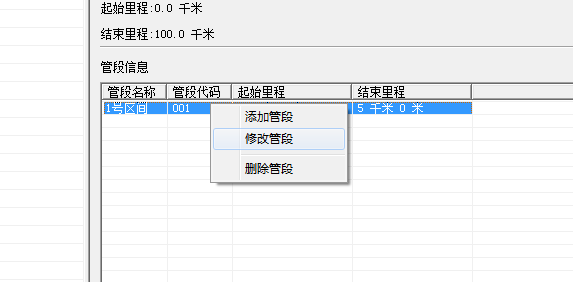 起始里程:0.0 千米
结束里程:100.0 千米
管段信息
管段名称 管段代码 起始里程 结束里程
1号区间 001 5 千米 0 米
添加管段
修改管段
删除管段